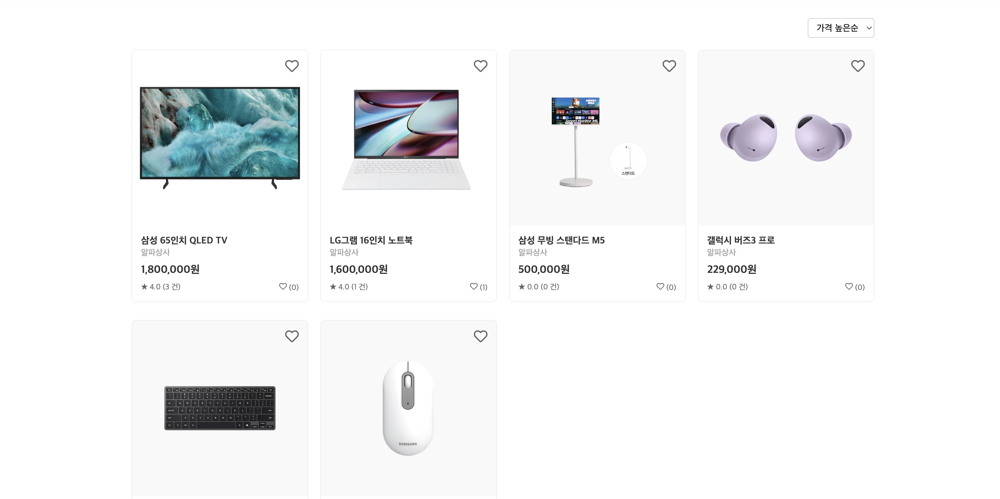 가격 높은순
Smart Monitor M5
스탠다드
삼성 65인치 QLED TV
알파상사
1,800,000원
★ 4.0 (3 건)
(0)
LG그램 16인치 노트북
알파상사
1,600,000원
★ 4.0 (1 건)
(1)
삼성 무빙 스탠다드 M5
알파상사
500,000원
★ 0.0 (0 건)
(0)
갤럭시 버즈3 프로
알파상사
229,000원
★ 0.0 (0 건)
(0)
Q W E R T Y U I O P
A S D F G H J K L
Z X C V B N M
SAMSUNG